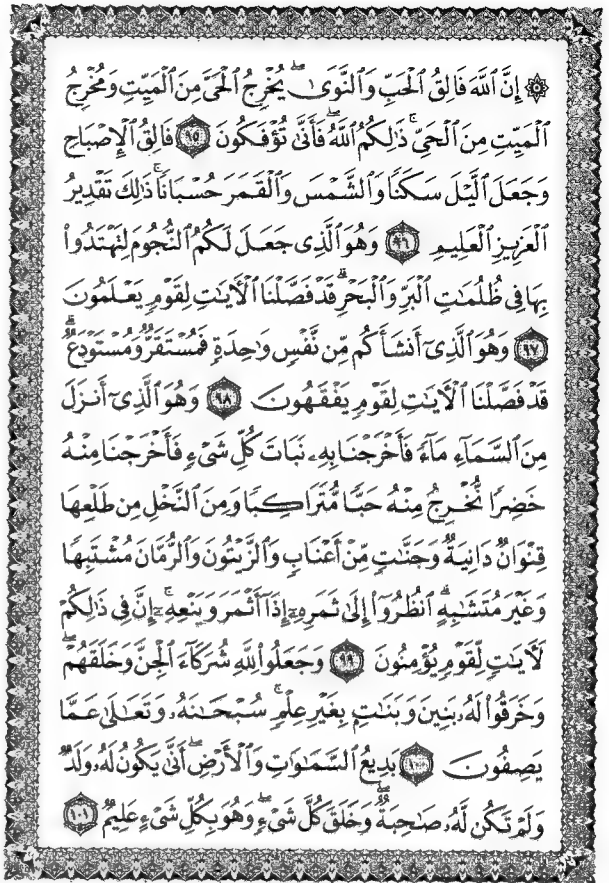 ۞ إِنَّ ٱللَّهَ فَالِقُ ٱلْحَبِّ وَٱلنَّوَىٰ ۖ يُخْرِجُ ٱلْحَىَّ مِنَ ٱلْمَيِّتِ وَمُخْرِجُ
ٱلْمَيِّتِ مِنَ ٱلْحَىِّ ۚ ذَٰلِكُمُ ٱللَّهُ ۖ فَأَنَّىٰ تُؤْفَكُونَ ٩٥ فَالِقُ ٱلْإِصْبَاحِ
وَجَعَلَ ٱلَّيْلَ سَكَنًا وَٱلشَّمْسَ وَٱلْقَمَرَ حُسْبَانًا ۚ ذَٰلِكَ تَقْدِيرُ
ٱلْعَزِيزِ ٱلْعَلِيمِ ٩٦ وَهُوَ ٱلَّذِى جَعَلَ لَكُمُ ٱلنُّجُومَ لِتَهْتَدُوا۟
بِهَا فِى ظُلُمَـٰتِ ٱلْبَرِّ وَٱلْبَحْرِ ۗ قَدْ فَصَّلْنَا ٱلْـَٔايَـٰتِ لِقَوْمٍ يَعْلَمُونَ
٩٧ وَهُوَ ٱلَّذِىٓ أَنشَأَكُم مِّن نَّفْسٍ وَٰحِدَةٍ فَمُسْتَقَرٌّ وَمُسْتَوْدَعٌ ۗ
قَدْ فَصَّلْنَا ٱلْـَٔايَـٰتِ لِقَوْمٍ يَفْقَهُونَ ٩٨ وَهُوَ ٱلَّذِىٓ أَنزَلَ
مِنَ ٱلسَّمَآءِ مَآءً فَأَخْرَجْنَا بِهِۦ نَبَاتَ كُلِّ شَىْءٍ فَأَخْرَجْنَا مِنْهُ
خَضِرًا نُّخْرِجُ مِنْهُ حَبًّا مُّتَرَاكِبًا وَمِنَ ٱلنَّخْلِ مِن طَلْعِهَا
قِنْوَانٌ دَانِيَةٌ وَجَنَّـٰتٍ مِّنْ أَعْنَابٍ وَٱلزَّيْتُونَ وَٱلرُّمَّانَ مُشْتَبِهًا
وَغَيْرَ مُتَشَـٰبِهٍ ۗ ٱنظُرُوٓا۟ إِلَىٰ ثَمَرِهِۦٓ إِذَآ أَثْمَرَ وَيَنْعِهِۦٓ ۚ إِنَّ فِى ذَٰلِكُمْ
لَـَٔايَـٰتٍ لِّقَوْمٍ يُؤْمِنُونَ ٩٩ وَجَعَلُوا۟ لِلَّهِ شُرَكَآءَ ٱلْجِنَّ وَخَلَقَهُمْ ۖ
وَخَرَقُوا۟ لَهُۥ بَنِينَ وَبَنَـٰتٍۭ بِغَيْرِ عِلْمٍ ۚ سُبْحَـٰنَهُۥ وَتَعَـٰلَىٰ عَمَّا
يَصِفُونَ ١٠٠ بَدِيعُ ٱلسَّمَـٰوَٰتِ وَٱلْأَرْضِ ۖ أَنَّىٰ يَكُونُ لَهُۥ وَلَدٌ
وَلَمْ تَكُن لَّهُۥ صَـٰحِبَةٌ ۖ وَخَلَقَ كُلَّ شَىْءٍ ۖ وَهُوَ بِكُلِّ شَىْءٍ عَلِيمٌ ١٠١